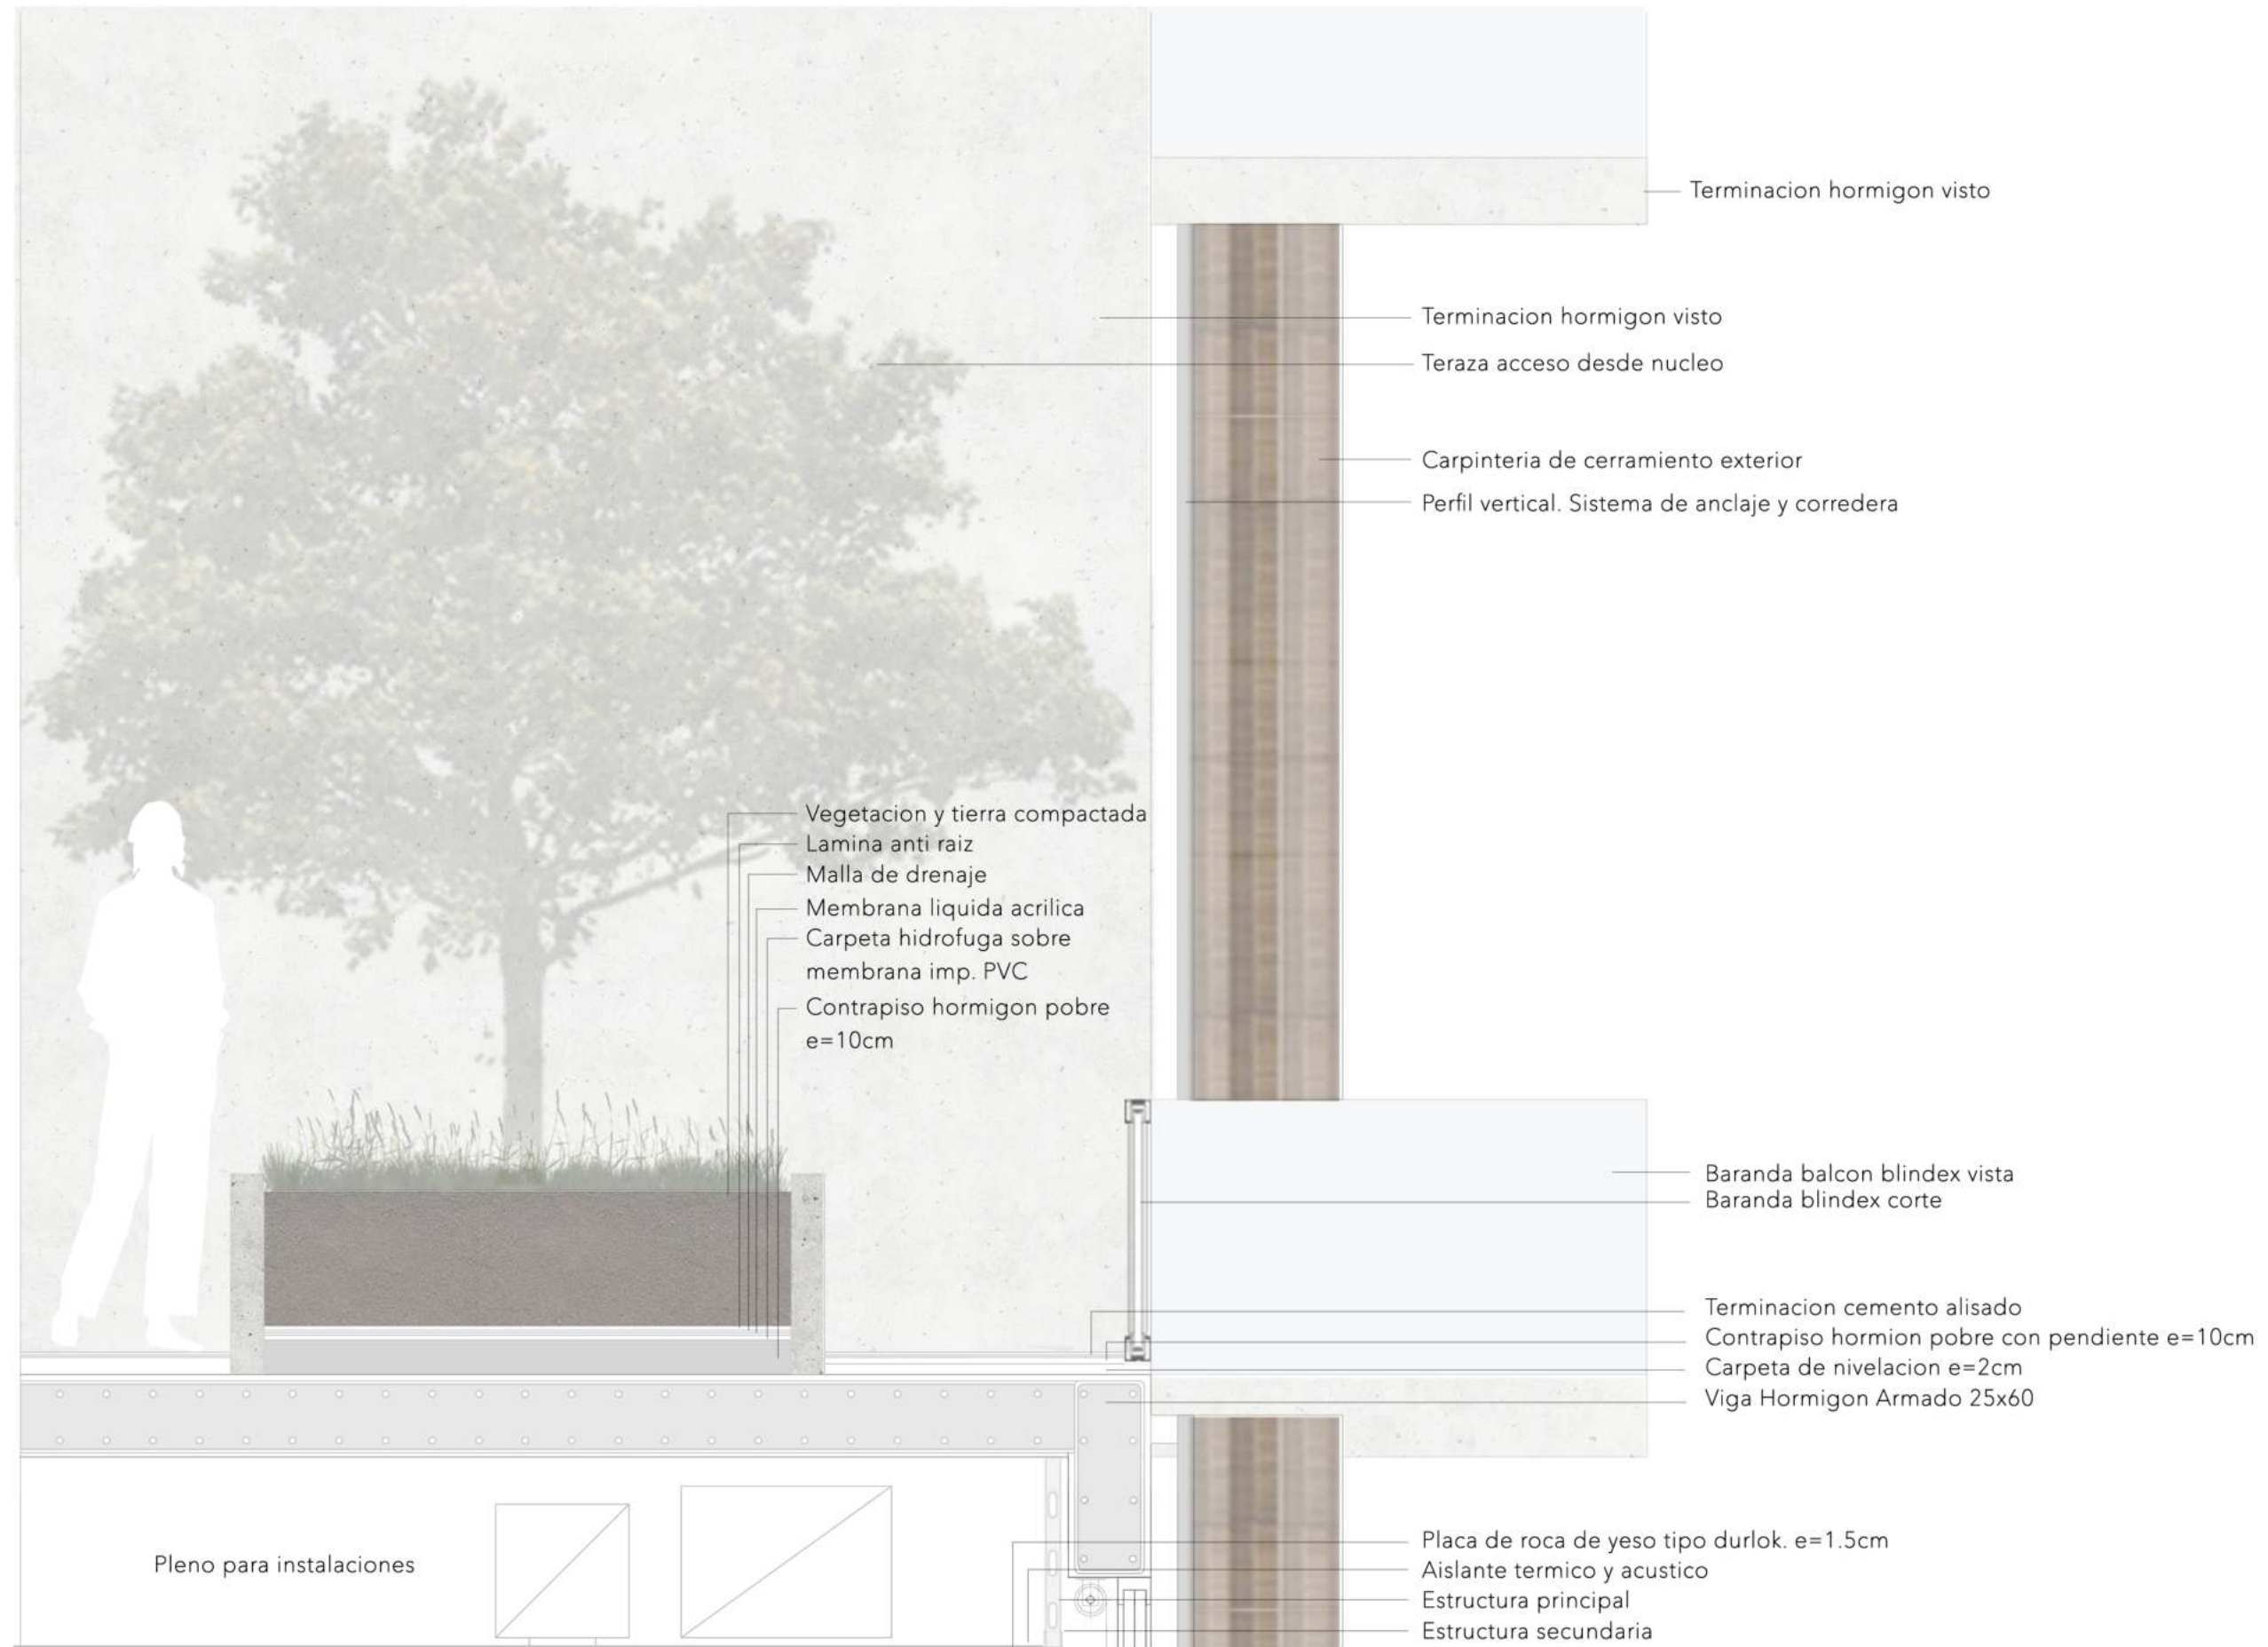 Terminacion hormigon visto
Terminacion hormigon visto
Teraza acceso desde nucleo
Carpinteria de cerramiento exterior
Perfil vertical. Sistema de anclaje y corredera
Vegetacion y tierra compactada
Lamina anti raiz
Malla de drenaje
Membrana liquida acrilica
Carpeta hidrofuga sobre
membrana imp. PVC
Contrapiso hormigon pobre
e=10cm
Baranda balcon blindex vista
Baranda blindex corte
Terminacion cemento alisado
Contrapiso hormion pobre con pendiente e=10cm
Carpeta de nivelacion e=2cm
Viga Hormigon Armado 25x60
Pleno para instalaciones
Placa de roca de yeso tipo durlok. e=1.5cm
Aislante termico y acustico
Estructura principal
Estructura secundaria